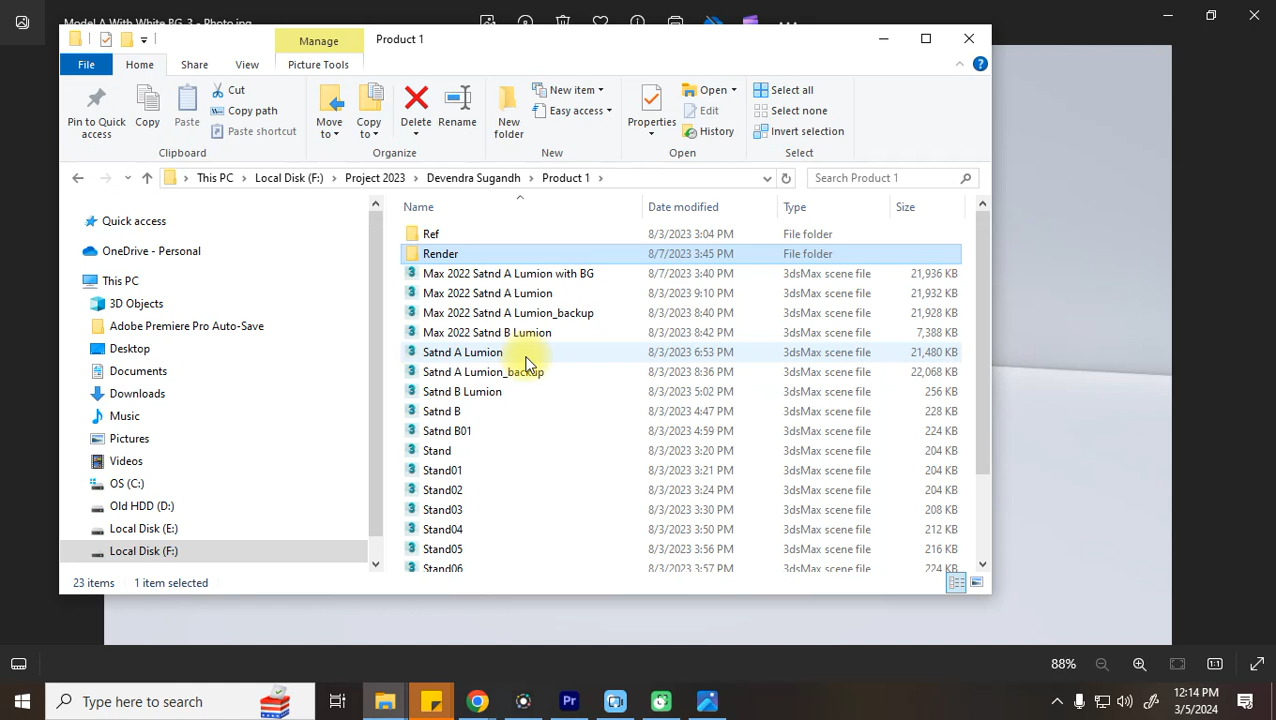 Model A With White BG_3 - Photo.jpg
Manage
Product 1
File
Home
Share
View
Picture Tools
Pin to Quick access
Copy
Paste
Cut
Copy path
Paste shortcut
Clipboard
Move to
Copy to
Delete
Rename
Organize
New folder
New item
Easy access
New
Properties
Open
Edit
History
Open
Select all
Select none
Invert selection
Select
This PC
Local Disk (F:)
Project 2023
Devendra Sugandh
Product 1
Search Product 1
Quick access
OneDrive - Personal
This PC
3D Objects
Adobe Premiere Pro Auto-Save
Desktop
Documents
Downloads
Music
Pictures
Videos
OS (C:)
Old HDD (D:)
Local Disk (E:)
Local Disk (F:)
Name Date modified Type Size
Ref 8/3/2023 3:04 PM File folder
Render 8/7/2023 3:45 PM File folder
Max 2022 Satnd A Lumion with BG 8/7/2023 3:40 PM 3dsMax scene file 21,936 KB
Max 2022 Satnd A Lumion 8/3/2023 9:10 PM 3dsMax scene file 21,932 KB
Max 2022 Satnd A Lumion_backup 8/3/2023 8:40 PM 3dsMax scene file 21,928 KB
Max 2022 Satnd B Lumion 8/3/2023 8:42 PM 3dsMax scene file 7,388 KB
Satnd A Lumion 8/3/2023 6:53 PM 3dsMax scene file 21,480 KB
Satnd A Lumion_backup 8/3/2023 8:36 PM 3dsMax scene file 22,068 KB
Satnd B Lumion 8/3/2023 5:02 PM 3dsMax scene file 256 KB
Satnd B 8/3/2023 4:47 PM 3dsMax scene file 228 KB
Satnd B01 8/3/2023 4:59 PM 3dsMax scene file 224 KB
Stand 8/3/2023 3:20 PM 3dsMax scene file 204 KB
Stand01 8/3/2023 3:21 PM 3dsMax scene file 204 KB
Stand02 8/3/2023 3:24 PM 3dsMax scene file 204 KB
Stand03 8/3/2023 3:30 PM 3dsMax scene file 208 KB
Stand04 8/3/2023 3:50 PM 3dsMax scene file 212 KB
Stand05 8/3/2023 3:56 PM 3dsMax scene file 216 KB
Stand06 8/3/2023 3:57 PM 3dsMax scene file 224 KB
23 items
1 item selected
88%
Type here to search
Pr
12:14 PM
3/5/2024